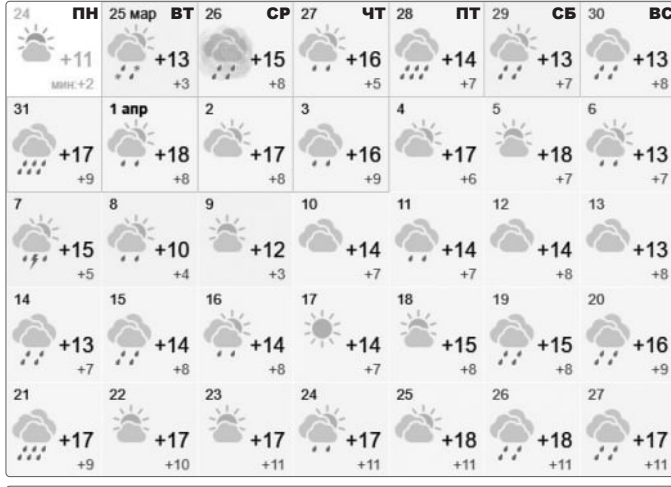 24 ПН 25 мар ВТ 26 СР 27 ЧТ 28 ПТ 29 СБ 30 ВС
+11 +13 +15 +16 +14 +13 +13
мин:+2 +3 +8 +5 +7 +7 +8
31 1 апр 2 3 4 5 6
+17 +18 +17 +16 +17 +18 +13
+9 +8 +8 +9 +6 +7 +7
7 8 9 10 11 12 13
+15 +10 +12 +14 +14 +14 +13
+5 +4 +3 +7 +7 +8 +8
14 15 16 17 18 19 20
+13 +14 +14 +14 +15 +15 +16
+7 +8 +8 +7 +8 +8 +9
21 22 23 24 25 26 27
+17 +17 +17 +17 +18 +18 +17
+9 +10 +11 +11 +11 +11 +11